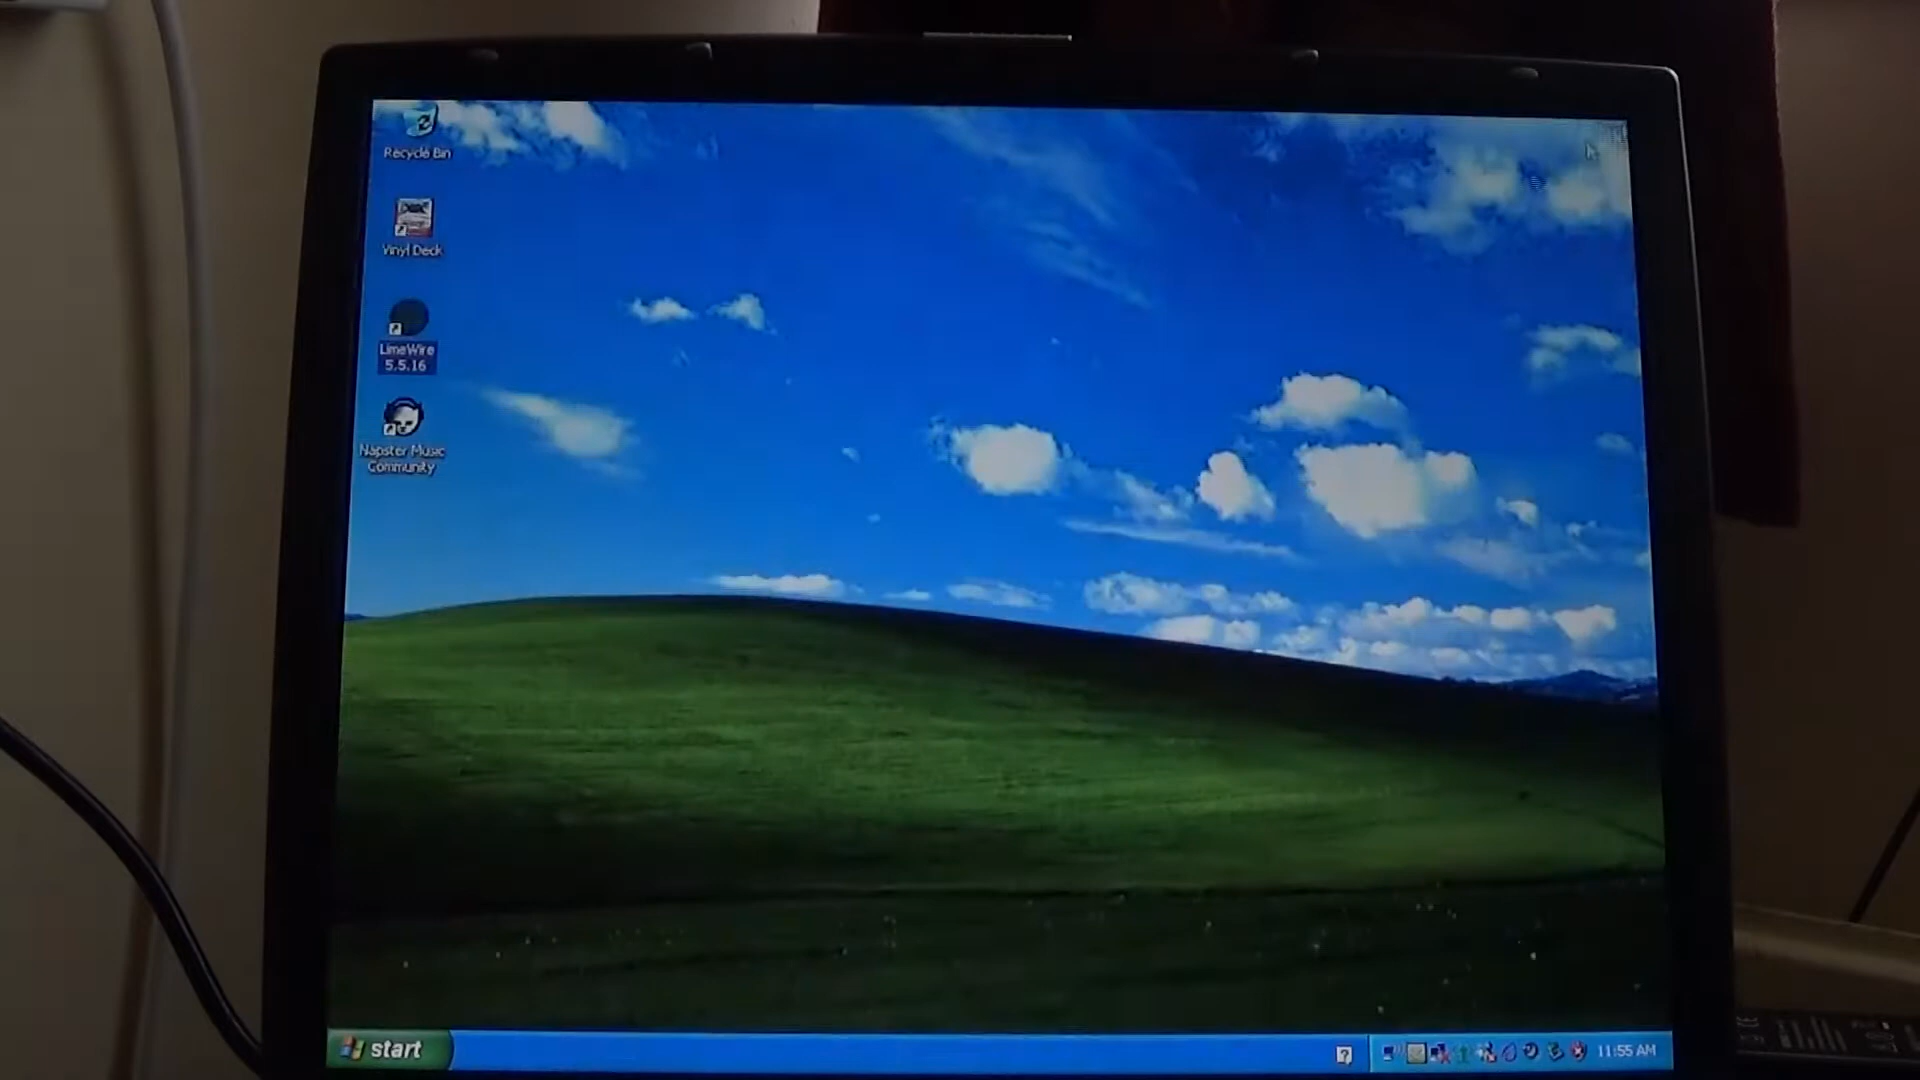 Recycle Bin
Vinyl Deck
LimeWire
5.5.16
Napster Music
Community
start
11:55 AM